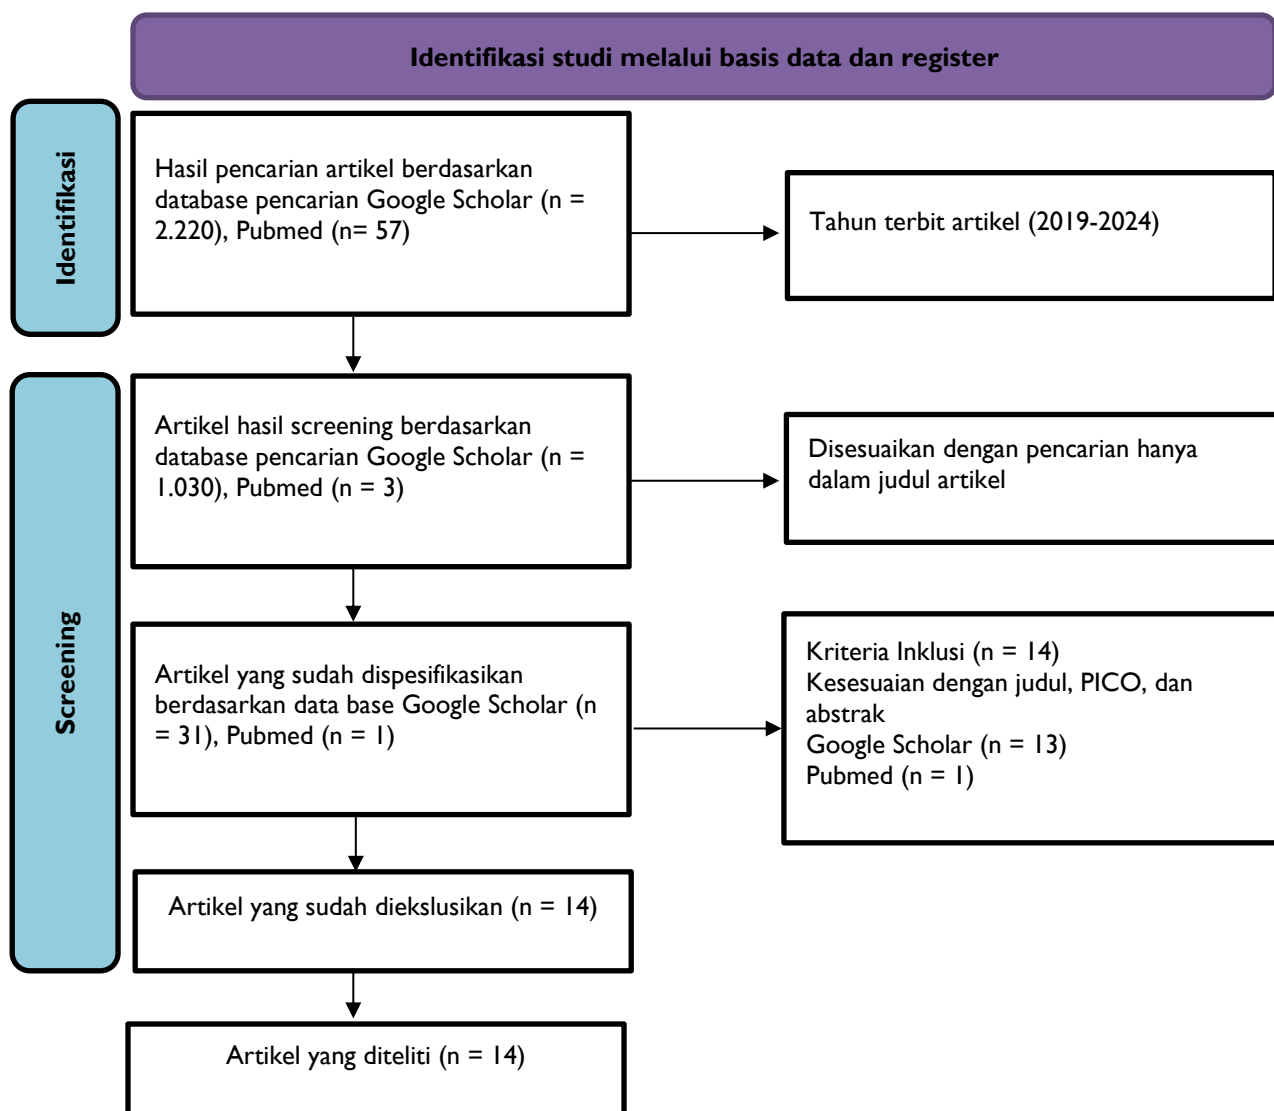 Identifikasi studi melalui basis data dan register
Identifikasi
Hasil pencarian artikel berdasarkan
database pencarian Google Scholar (n =
2.220), Pubmed (n= 57)
Tahun terbit artikel (2019-2024)
Screening
Artikel hasil screening berdasarkan
database pencarian Google Scholar (n =
1.030), Pubmed (n = 3)
Disesuaikan dengan pencarian hanya
dalam judul artikel
Artikel yang sudah dispesifikasikan
berdasarkan data base Google Scholar (n
= 31), Pubmed (n = 1)
Kriteria Inklusi (n = 14)
Kesesuaian dengan judul, PICO, dan
abstrak
Google Scholar (n = 13)
Pubmed (n = 1)
Artikel yang sudah diekslusikan (n = 14)
Artikel yang diteliti (n = 14)